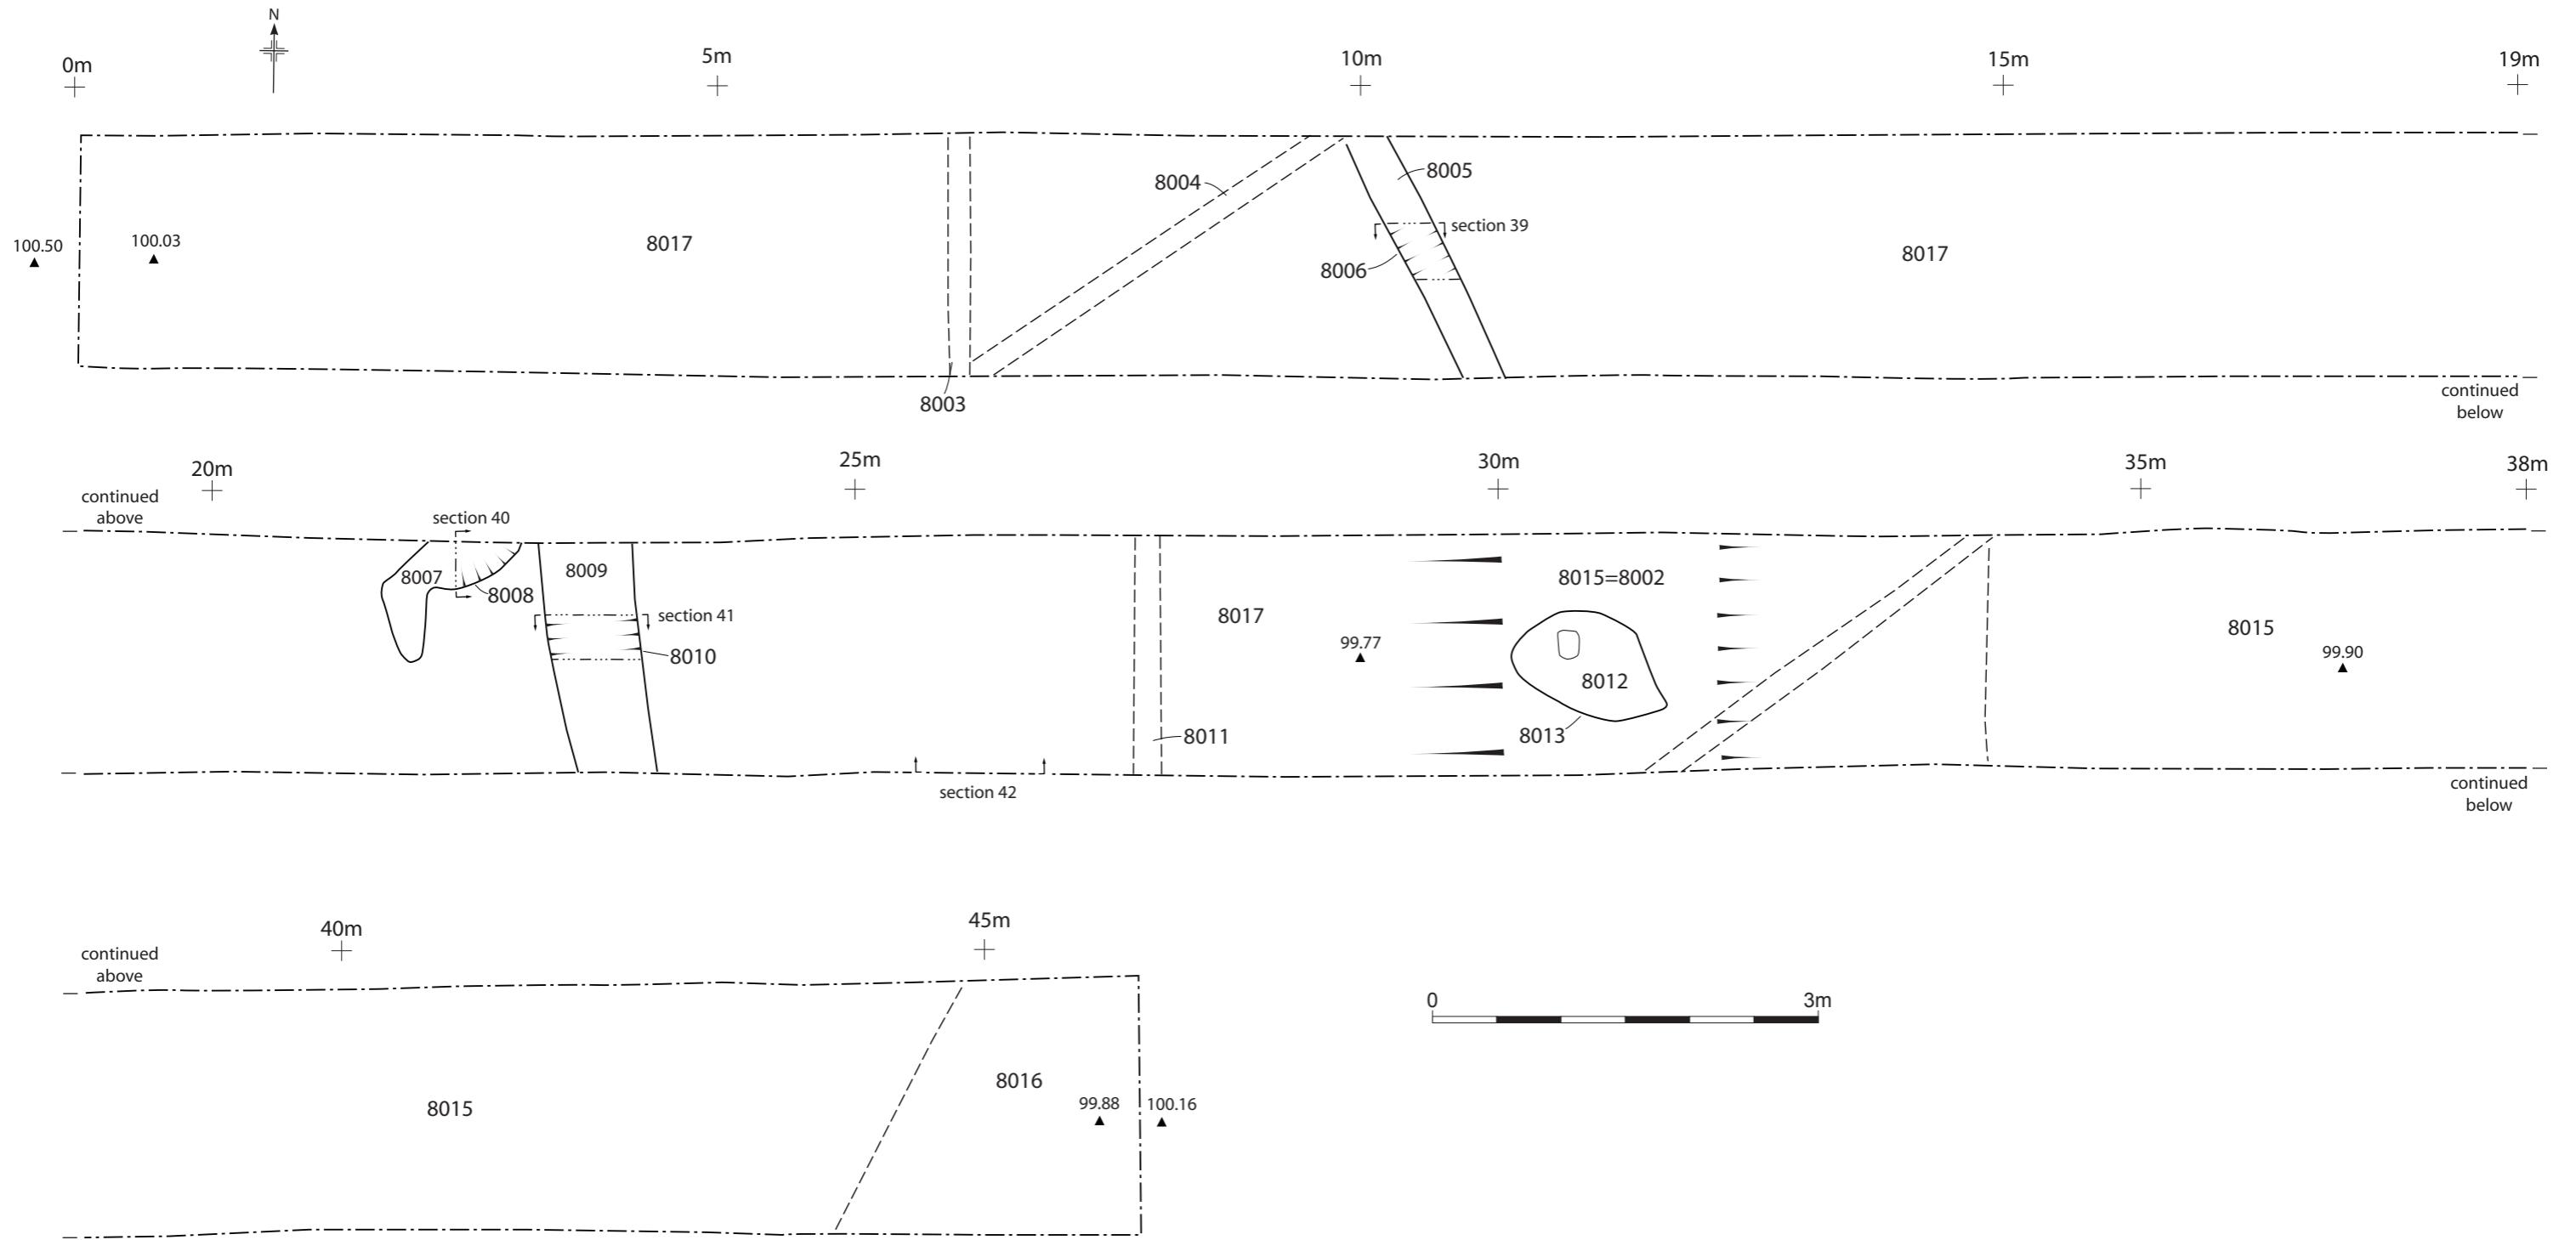 N
0m
5m
10m
15m
19m
8004
8005
100.50
100.03
8017
section 39
8006
8017
8003
continued
below
20m
25m
30m
35m
38m
continued
above
section 40
8007
8008
8009
section 41
8010
8017
99.77
8015=8002
8012
8013
8011
8015
99.90
section 42
continued
below
40m
45m
continued
above
8015
8016
99.88
100.16
0
3m